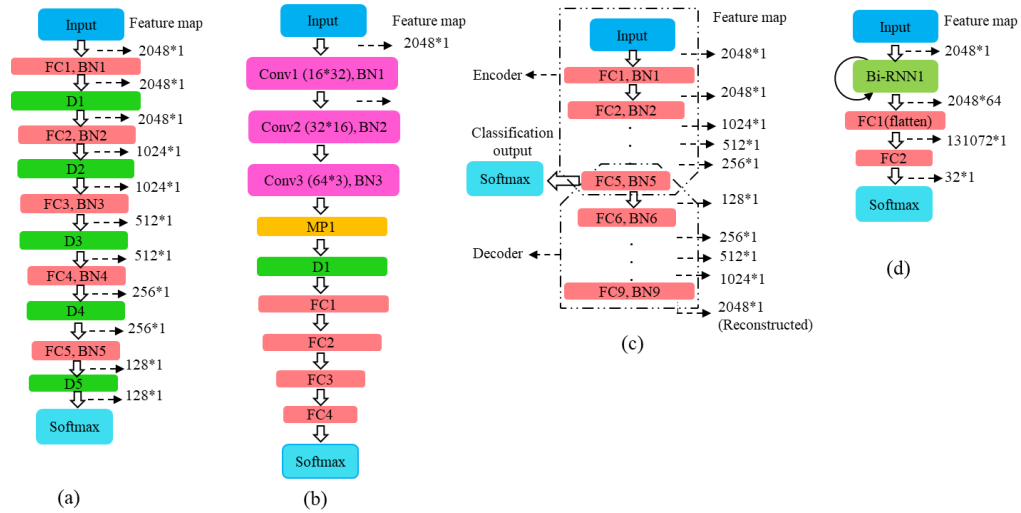 Input
Feature map
2048*1
FC1, BN1
2048*1
D1
2048*1
FC2, BN2
1024*1
D2
1024*1
FC3, BN3
512*1
D3
512*1
FC4, BN4
256*1
D4
256*1
FC5, BN5
128*1
D5
128*1
Softmax
(a)
Input
Feature map
2048*1
Conv1 (16*32), BN1
Conv2 (32*16), BN2
Conv3 (64*3), BN3
MP1
D1
FC1
FC2
FC3
FC4
Softmax
(b)
Feature map
Input
2048*1
Encoder
FC1, BN1
2048*1
FC2, BN2
1024*1
512*1
256*1
Classification
output
Softmax
FC5, BN5
128*1
FC6, BN6
256*1
Decoder
512*1
1024*1
FC9, BN9
2048*1
(Reconstructed)
(c)
Input
Feature map
2048*1
Bi-RNN1
2048*64
FC1(flatten)
131072*1
FC2
32*1
Softmax
(d)